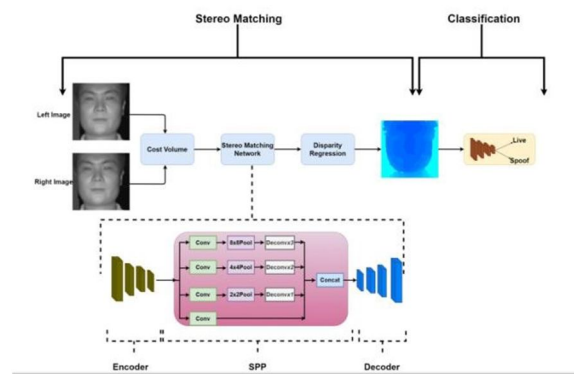 Stereo Matching
Classification
Left Image
Right Image
Cost Volume
Stereo Matching
Network
Disparity
Regression
Live
Spoof
Conv
8x8Pool
Deconvx3
Conv
4x4Pool
Deconvx2
Conv
2x2Pool
Deconvx1
Conv
Concat
Encoder
SPP
Decoder